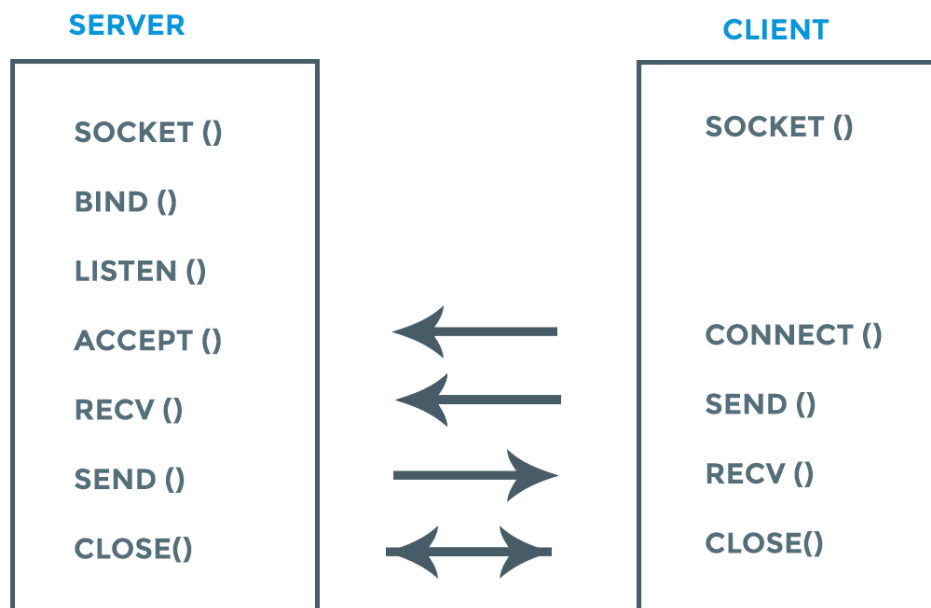 SERVER
SOCKET ()
BIND ()
LISTEN ()
ACCEPT ()
RECV ()
SEND ()
CLOSE()
CLIENT
SOCKET ()
CONNECT ()
SEND ()
RECV ()
CLOSE()